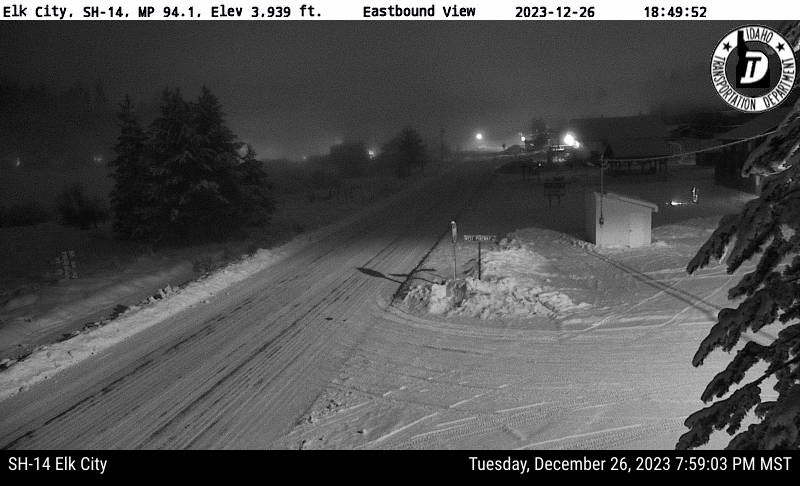 Elk City, SH-14, MP 94.1, Elev 3,939 ft. Eastbound View 2023-12-26 18:49:52
IDAHO
TRANSPORTATION DEPARTMENT
SH-14 Elk City Tuesday, December 26, 2023 7:59:03 PM MST